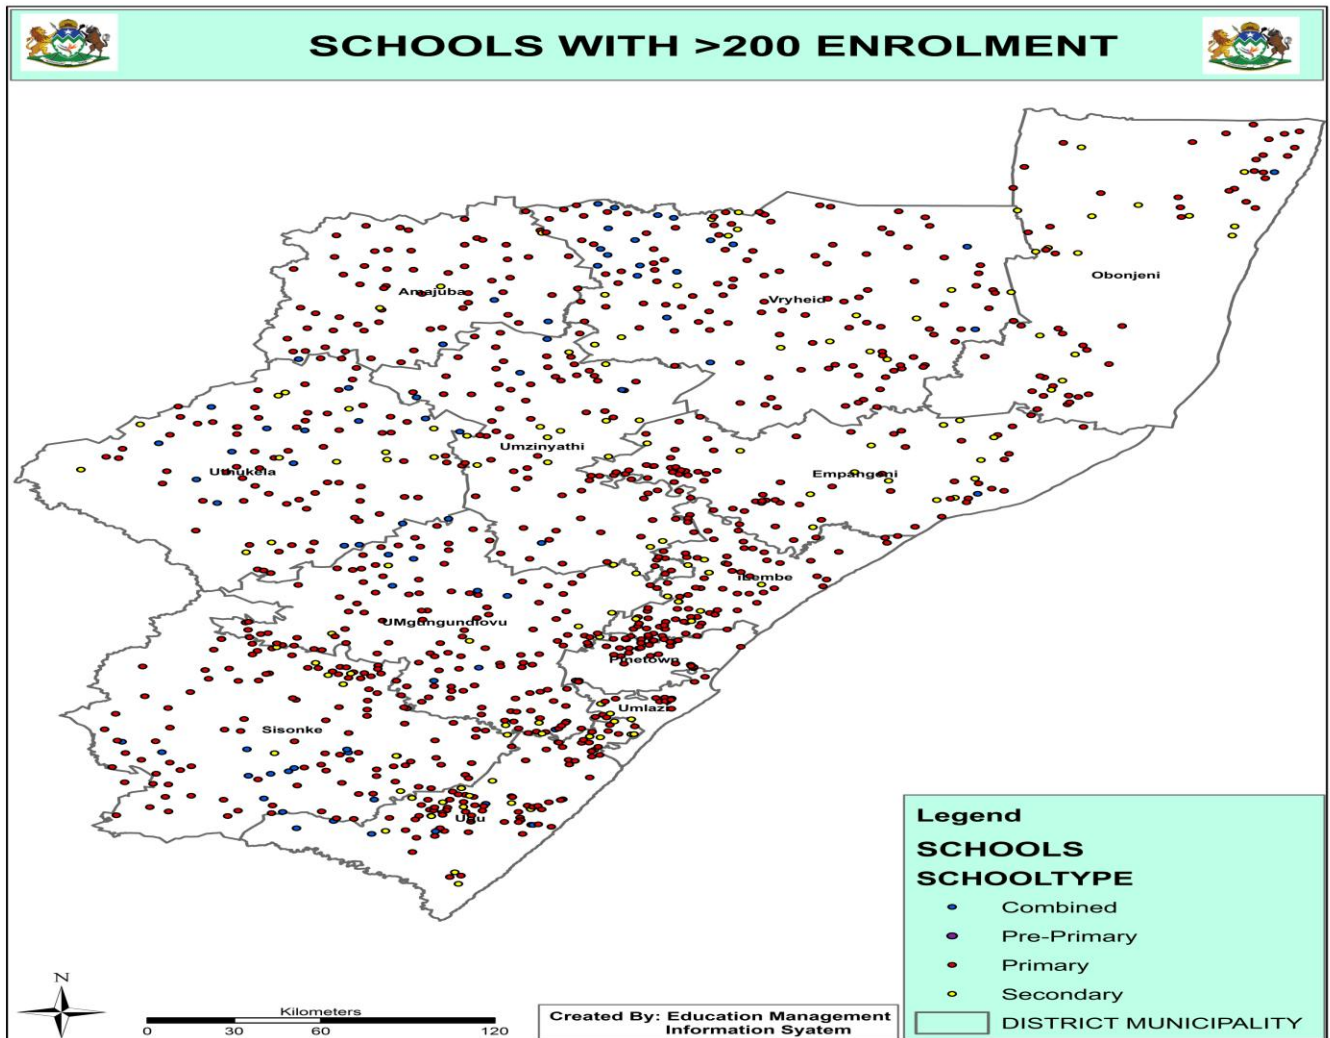 SCHOOLS WITH >200 ENROLMENT
Obonjeni
Amajuba
Vryheid
Umzinyathi
Uthukela
Empangeni
iLembe
UMgungundlovu
Pinetown
Umlazi
Sisonke
Ugu
Legend
SCHOOLS
SCHOOLTYPE
Combined
Pre-Primary
Primary
Secondary
DISTRICT MUNICIPALITY
N
Kilometers
0 30 60 120
Created By: Education Management
Information Syatem